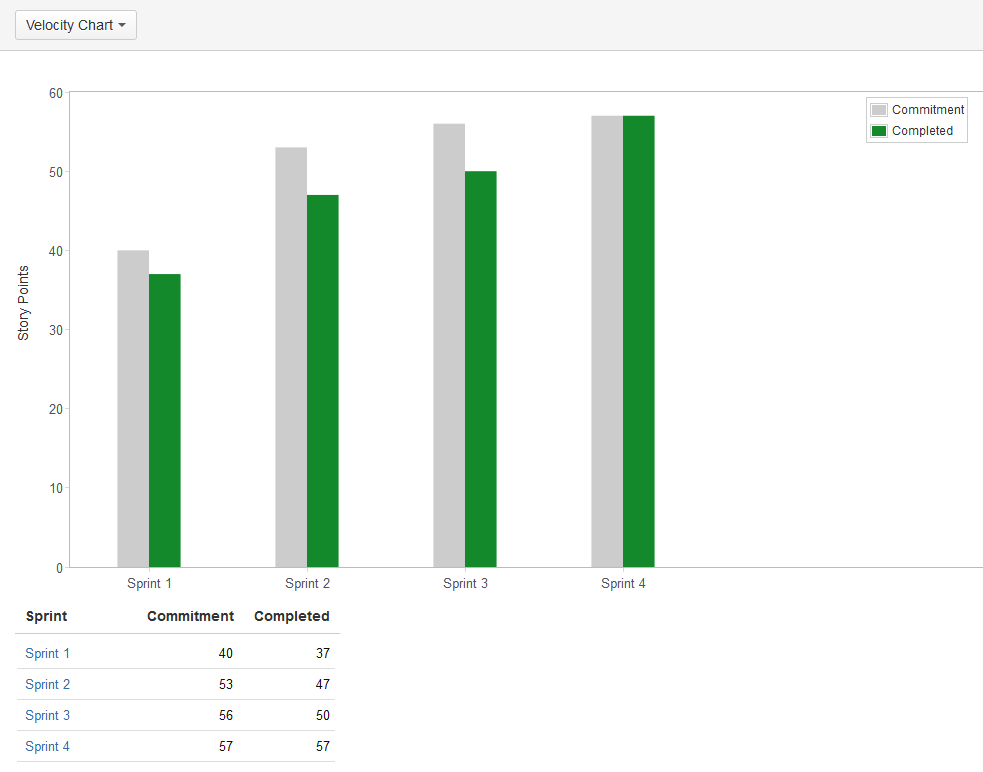 Velocity Chart
60
50
40
30
20
10
0
Story Points
Commitment
Completed
Sprint 1 Sprint 2 Sprint 3 Sprint 4
Sprint Commitment Completed
Sprint 1 40 37
Sprint 2 53 47
Sprint 3 56 50
Sprint 4 57 57